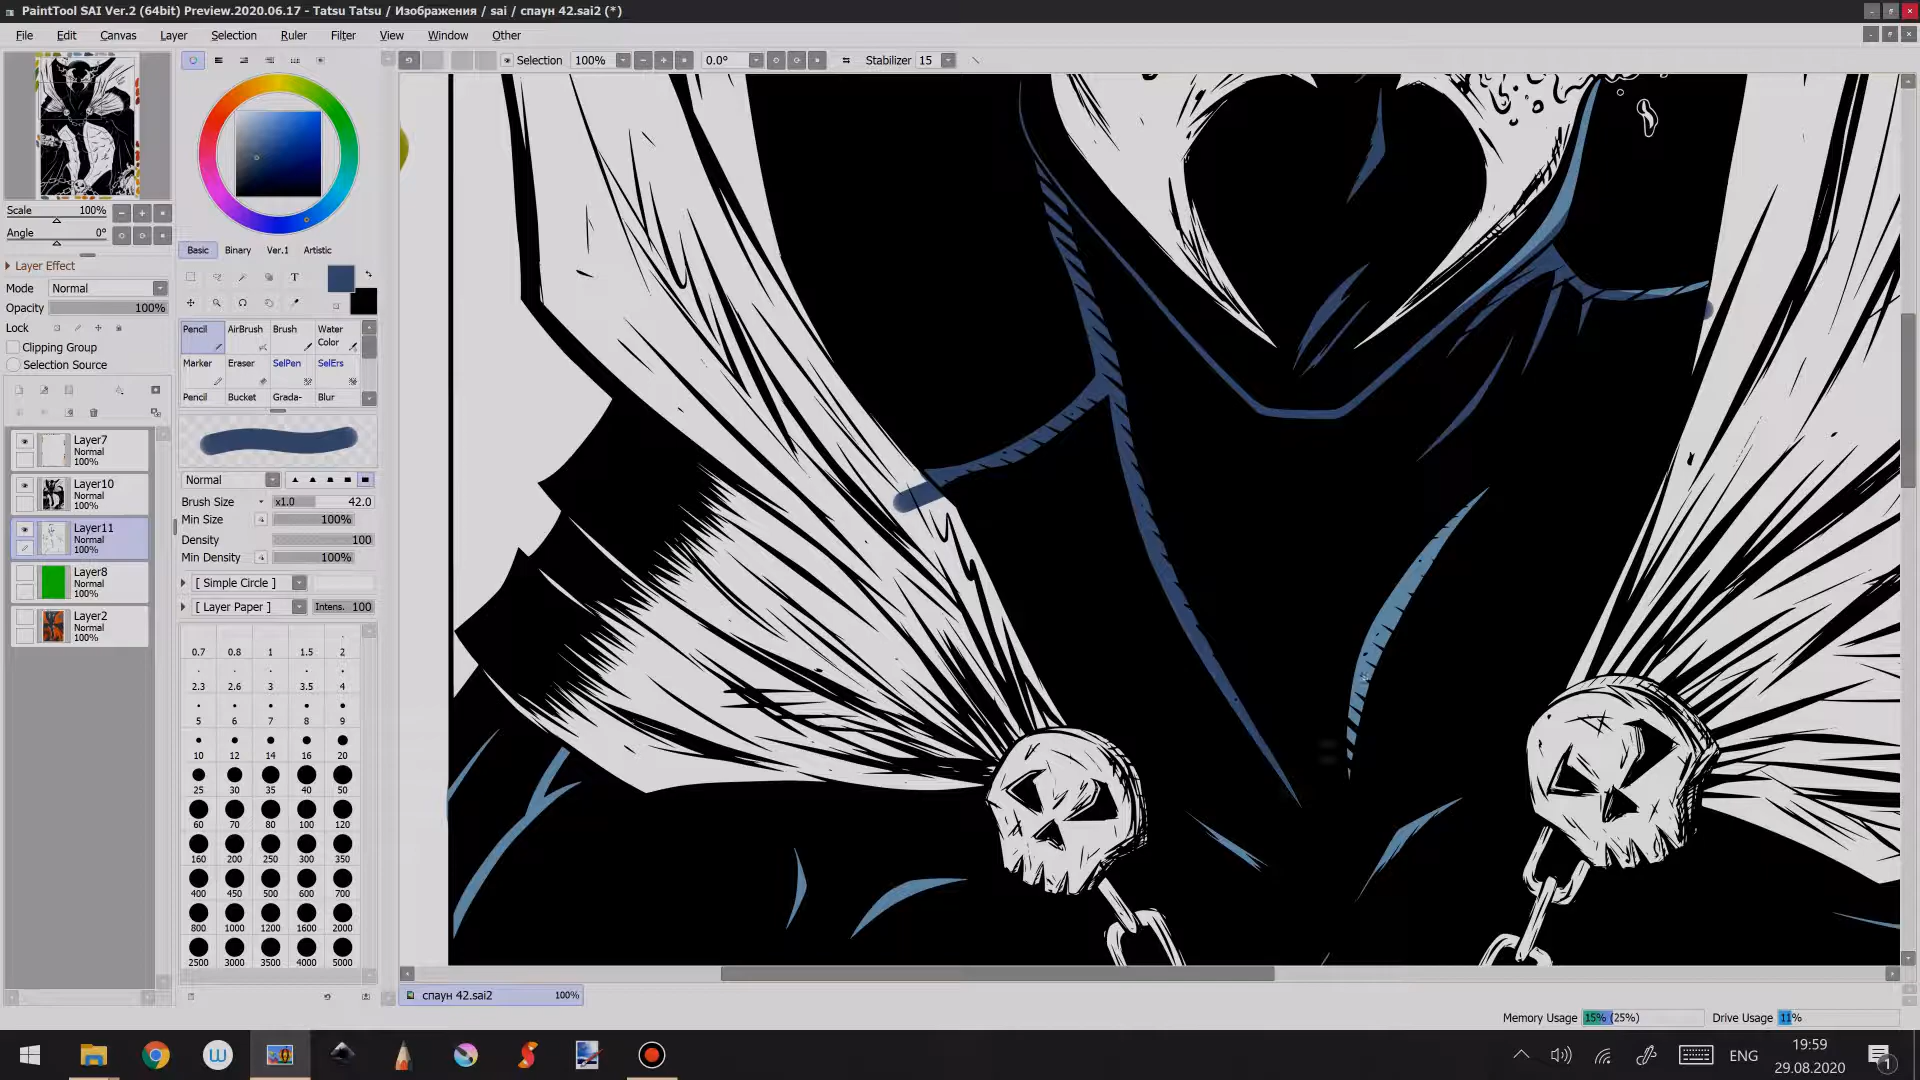 PaintTool SAI Ver.2 (64bit) Preview.2020.06.17 - Tatsu Tatsu / Изображения / sai / спаун 42.sai2 (*)
File Edit Canvas Layer Selection Ruler Filter View Window Other
Selection 100% 0.0° Stabilizer 15
Scale 100%
Angle 0°
Layer Effect
Mode Normal
Opacity 100%
Lock
Clipping Group
Selection Source
Layer7
Normal
100%
Layer10
Normal
100%
Layer11
Normal
100%
Layer8
Normal
100%
Layer2
Normal
100%
Basic Binary Ver.1 Artistic
T
Pencil AirBrush Brush Water Color
Marker Eraser SelPen SelErs
Pencil Bucket Grada- Blur
Normal
Brush Size x1.0 42.0
Min Size 100%
Density 100
Min Density 100%
[ Simple Circle ]
[ Layer Paper ] Intens. 100
0.7 0.8 1 1.5 2
2.3 2.6 3 3.5 4
5 6 7 8 9
10 12 14 16 20
25 30 35 40 50
60 70 80 100 120
160 200 250 300 350
400 450 500 600 700
800 1000 1200 1600 2000
2500 3000 3500 4000 5000
спаун 42.sai2 100%
Memory Usage 15% (25%) Drive Usage 11%
ENG
19:59
29.08.2020
1